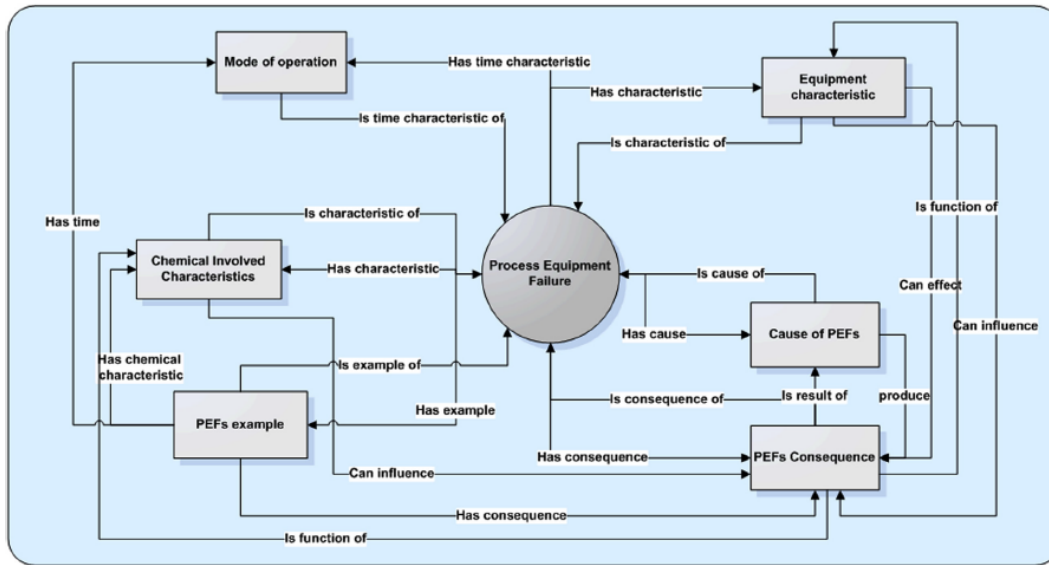 Mode of operation
Has time characteristic
Equipment
characteristic
Has characteristic
Is time characteristic of
Is characteristic of
Has time
Is characteristic of
Is function of
Chemical Involved
Characteristics
Has characteristic
Process Equipment
Failure
Is cause of
Can effect
Has cause
Cause of PEFs
Can influence
Has chemical
characteristic
Is example of
Is consequence of
Is result of
produce
PEFs example
Has example
Has consequence
PEFs Consequence
Can influence
Has consequence
Is function of